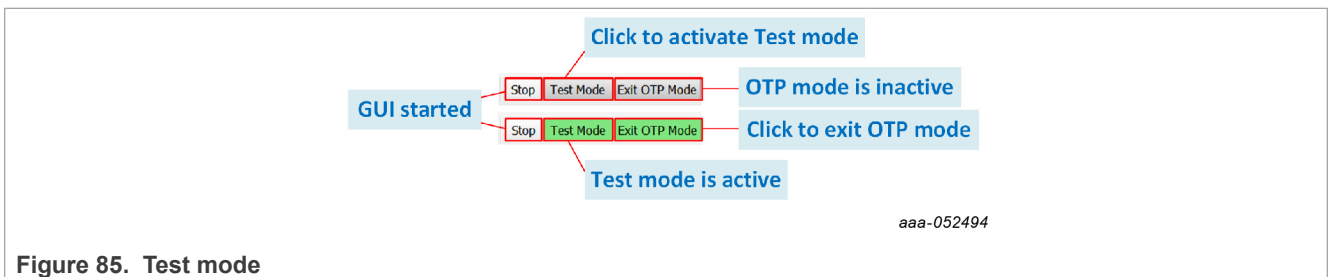 Click to activate Test mode
Stop Test Mode Exit OTP Mode
OTP mode is inactive
GUI started
Stop Test Mode Exit OTP Mode
Click to exit OTP mode
Test mode is active
aaa-052494
Figure 85. Test mode